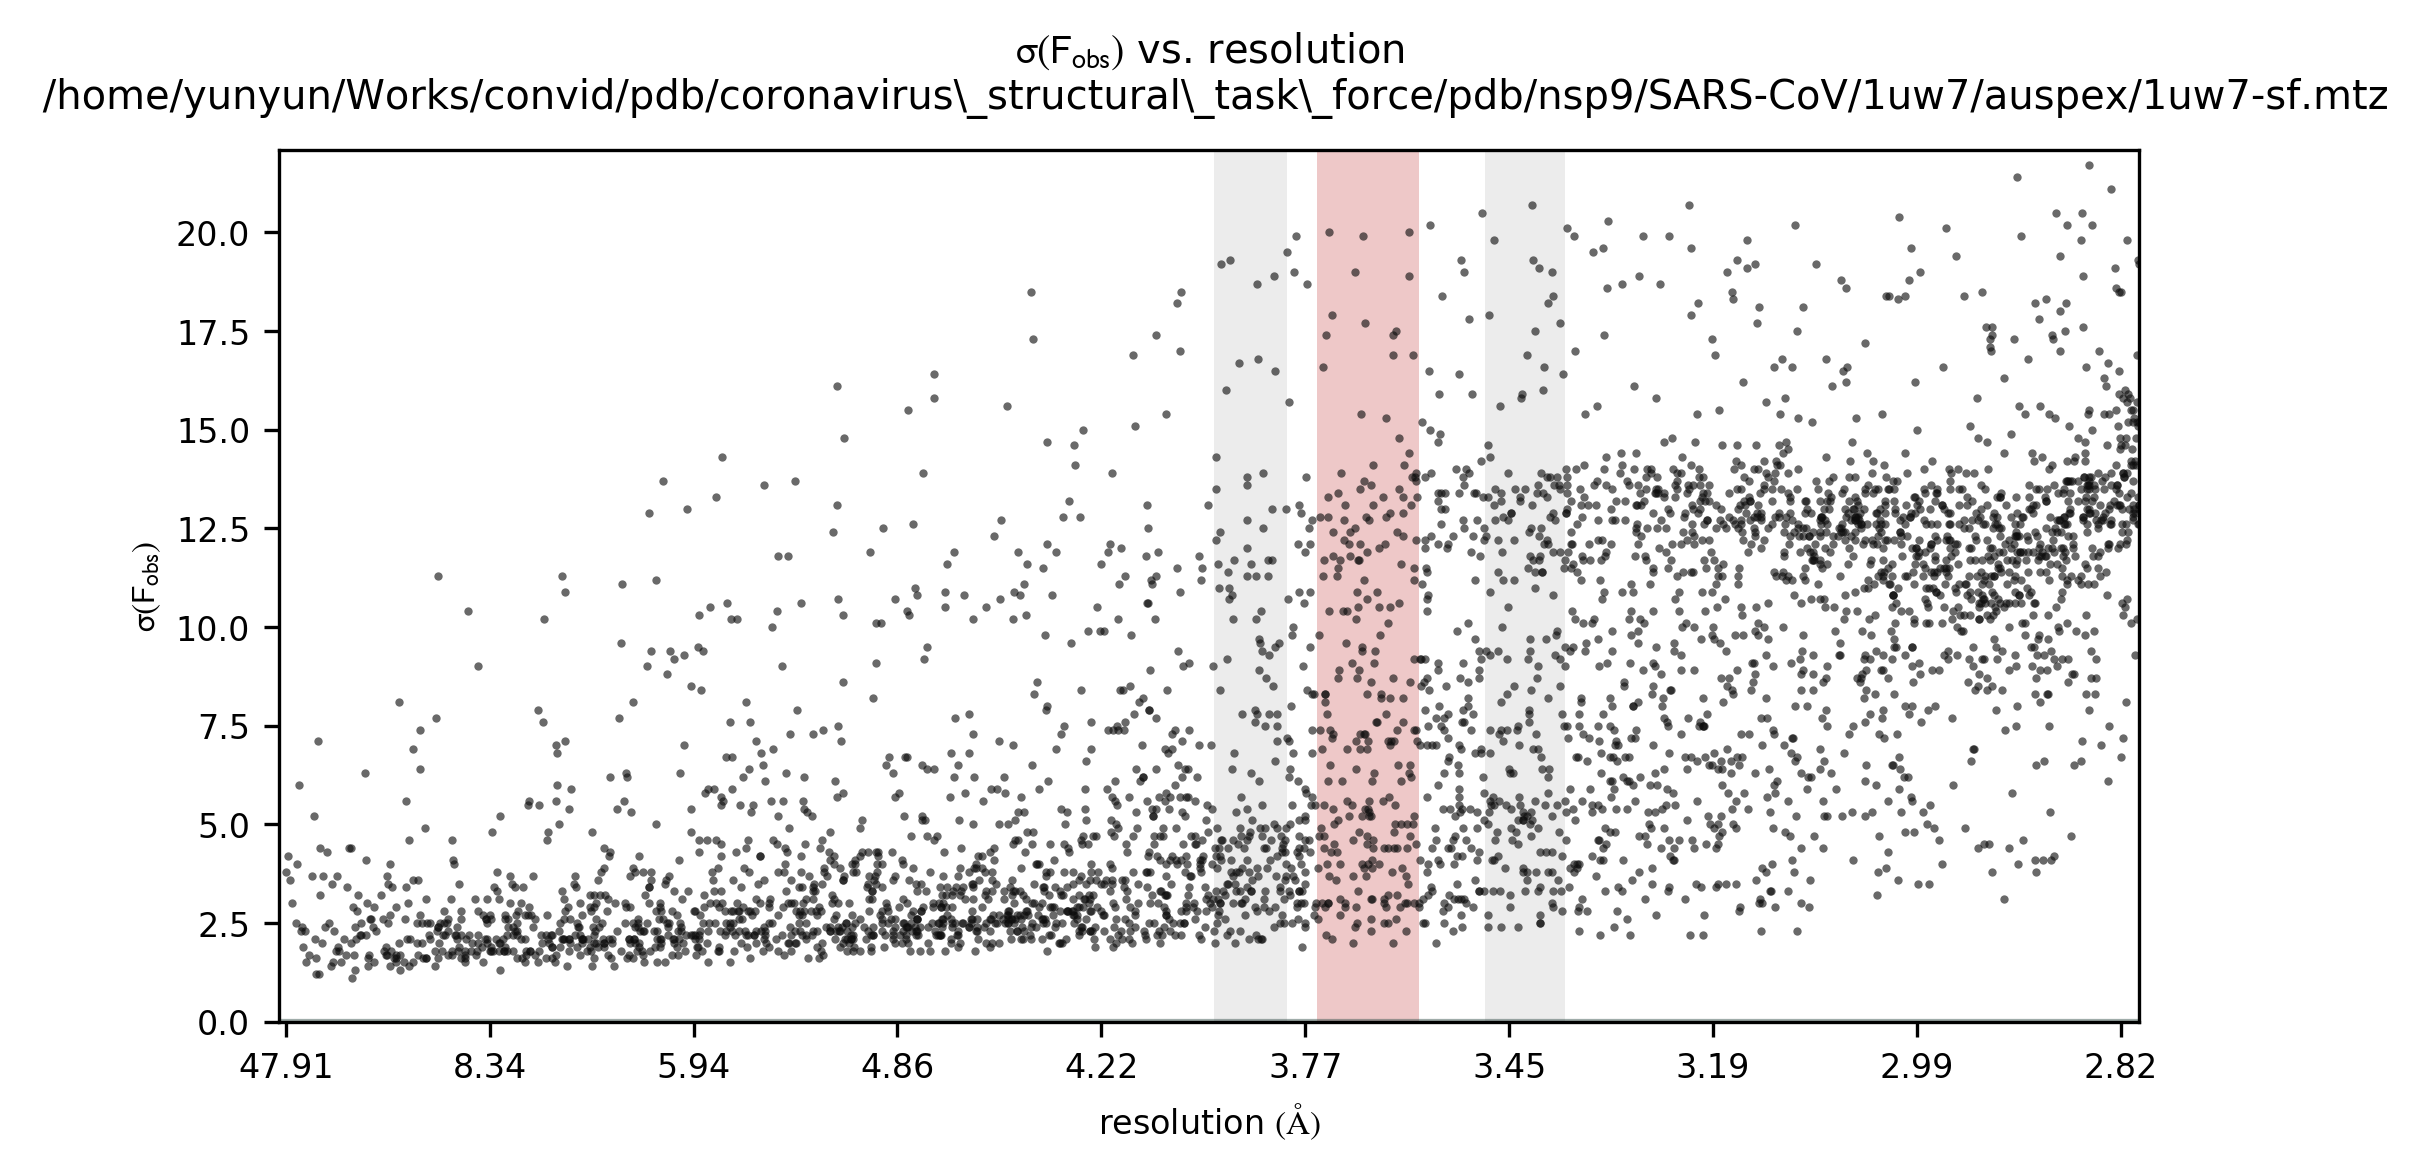 σ(Fobs) vs. resolution
/home/yunyun/Works/convid/pdb/coronavirus\_structural\_task\_force/pdb/nsp9/SARS-CoV/1uw7/auspex/1uw7-sf.mtz
σ(Fobs)
20.0
17.5
15.0
12.5
10.0
7.5
5.0
2.5
0.0
47.91 8.34 5.94 4.86 4.22 3.77 3.45 3.19 2.99 2.82
resolution (Å)